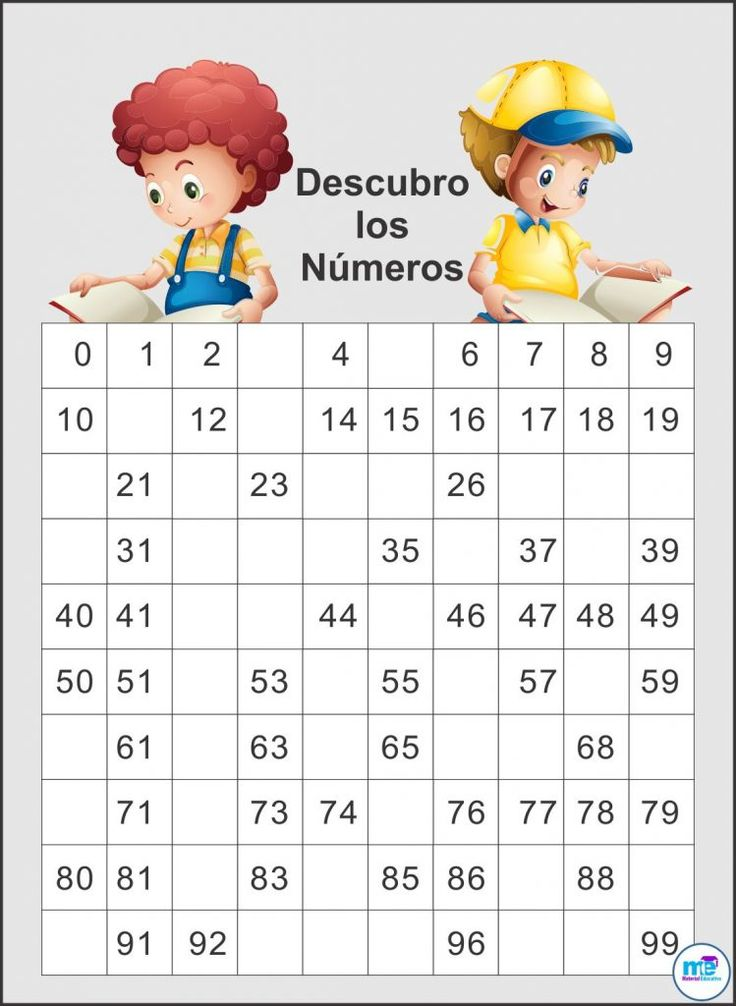 Descubro
los
Números
0 1 2 4 6 7 8 9
10 12 14 15 16 17 18 19
21 23 26
31 35 37 39
40 41 44 46 47 48 49
50 51 53 55 57 59
61 63 65 68
71 73 74 76 77 78 79
80 81 83 85 86 88
91 92 96 99
me
Material Educativo